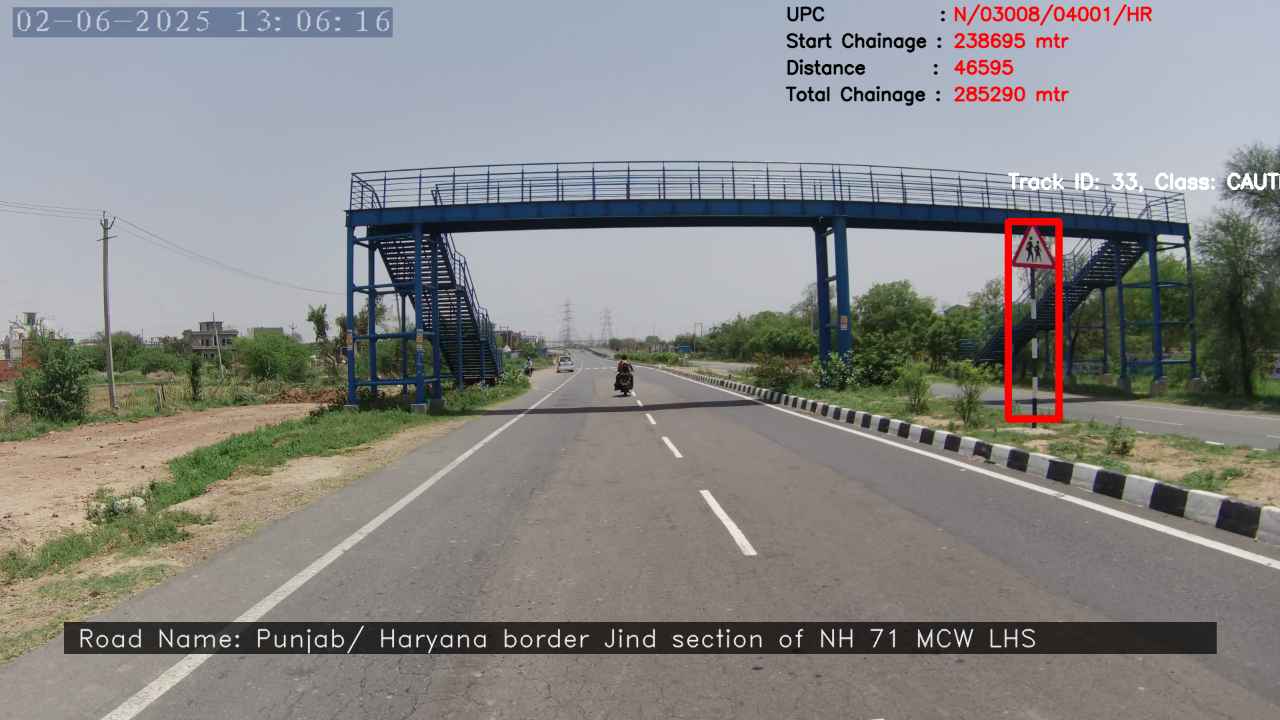 02-06-2025 13:06:16
UPC : N/03008/04001/HR
Start Chainage : 238695 mtr
Distance : 46595
Total Chainage : 285290 mtr
Track ID: 33, Class: CAUTI
Road Name: Punjab/ Haryana border Jind section of NH 71 MCW LHS